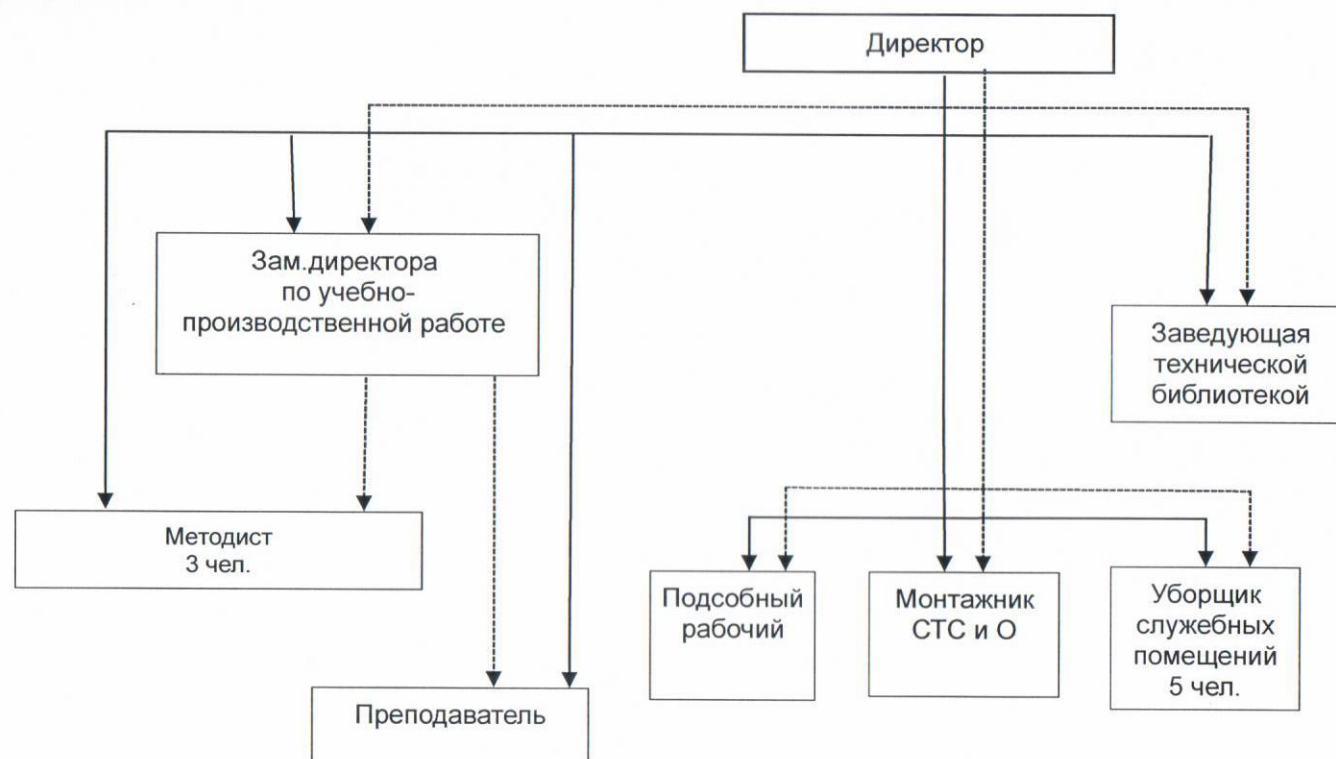 Директор
Зам.директора
по учебно-
производственной работе
Заведующая
технической
библиотекой
Методист
3 чел.
Подсобный
рабочий
Монтажник
СТС и О
Уборщик
служебных
помещений
5 чел.
Преподаватель